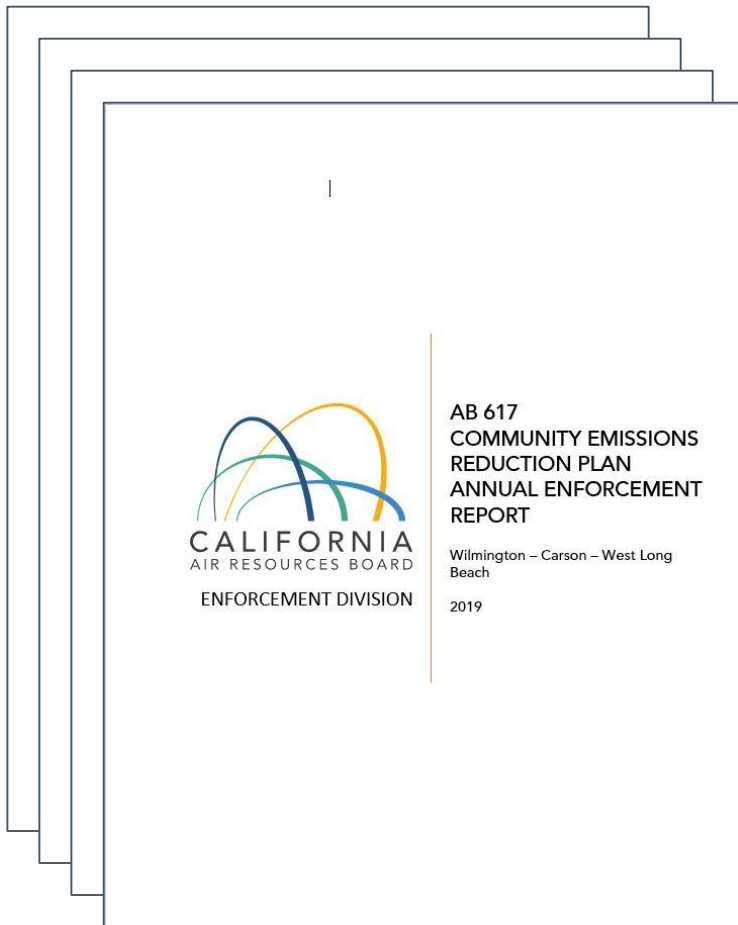 CALIFORNIA
AIR RESOURCES BOARD
ENFORCEMENT DIVISION
AB 617
COMMUNITY EMISSIONS
REDUCTION PLAN
ANNUAL ENFORCEMENT
REPORT
Wilmington – Carson – West Long
Beach
2019